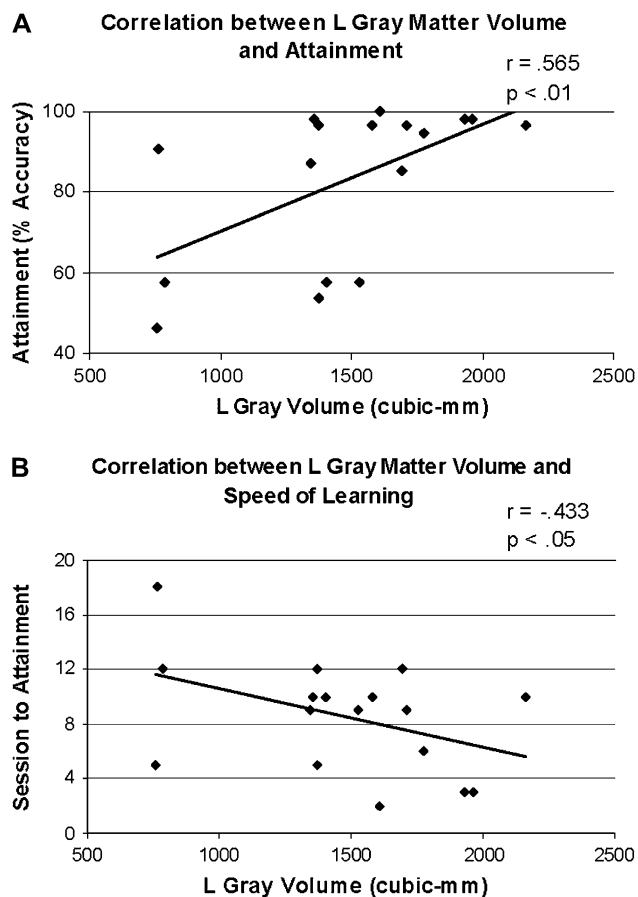 A
Correlation between L Gray Matter Volume
and Attainment
r = .565
p < .01
Attainment (% Accuracy)
100
80
60
40
500 1000 1500 2000 2500
L Gray Volume (cubic-mm)
B
Correlation between L Gray Matter Volume and
Speed of Learning
r = -.433
p < .05
Session to Attainment
20
16
12
8
4
0
500 1000 1500 2000 2500
L Gray Volume (cubic-mm)